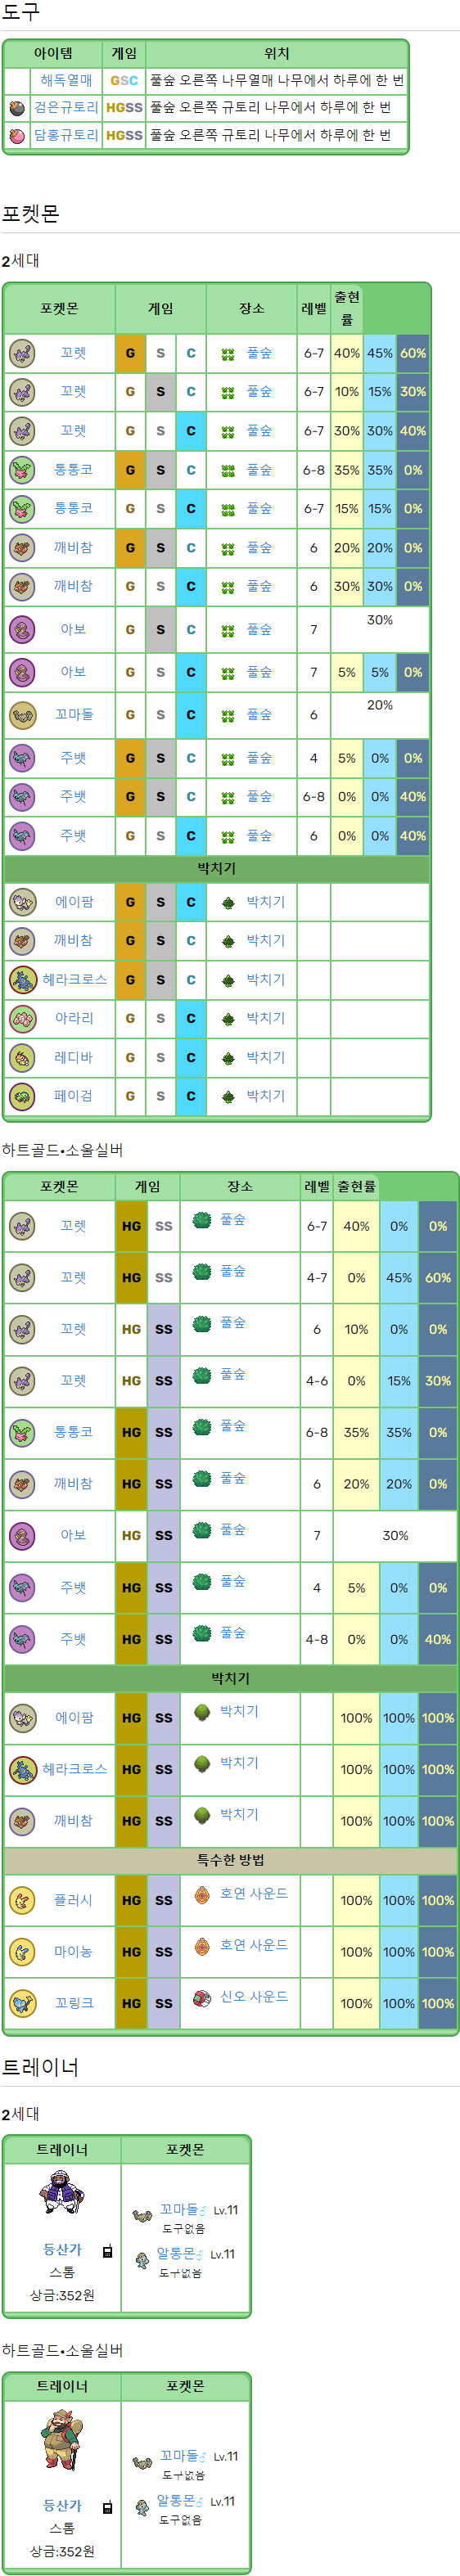 도구
아이템 게임 위치
해독열매 GSC 풀숲 오른쪽 나무열매 나무에서 하루에 한 번
검은규토리 HGSS 풀숲 오른쪽 규토리 나무에서 하루에 한 번
담홍규토리 HGSS 풀숲 오른쪽 규토리 나무에서 하루에 한 번
포켓몬
2세대
포켓몬 게임 장소 레벨 출현
률
꼬렛 G S C 풀숲 6-7 40% 45% 60%
꼬렛 G S C 풀숲 6-7 10% 15% 30%
꼬렛 G S C 풀숲 6-7 30% 30% 40%
통통코 G S C 풀숲 6-8 35% 35% 0%
통통코 G S C 풀숲 6-7 15% 15% 0%
깨비참 G S C 풀숲 6 20% 20% 0%
깨비참 G S C 풀숲 6 30% 30% 0%
아보 G S C 풀숲 7 30%
아보 G S C 풀숲 7 5% 5% 0%
꼬마돌 G S C 풀숲 6 20%
주뱃 G S C 풀숲 4 5% 0% 0%
주뱃 G S C 풀숲 6-8 0% 0% 40%
주뱃 G S C 풀숲 6 0% 0% 40%
박치기
에이팜 G S C 박치기
깨비참 G S C 박치기
헤라크로스 G S C 박치기
아라리 G S C 박치기
레디바 G S C 박치기
페이검 G S C 박치기
하트골드•소울실버
포켓몬 게임 장소 레벨 출현률
꼬렛 HG SS 풀숲 6-7 40% 0% 0%
꼬렛 HG SS 풀숲 4-7 0% 45% 60%
꼬렛 HG SS 풀숲 6 10% 0% 0%
꼬렛 HG SS 풀숲 4-6 0% 15% 30%
통통코 HG SS 풀숲 6-8 35% 35% 0%
깨비참 HG SS 풀숲 6 20% 20% 0%
아보 HG SS 풀숲 7 30%
주뱃 HG SS 풀숲 4 5% 0% 0%
주뱃 HG SS 풀숲 4-8 0% 0% 40%
박치기
에이팜 HG SS 박치기 100% 100% 100%
헤라크로스 HG SS 박치기 100% 100% 100%
깨비참 HG SS 박치기 100% 100% 100%
특수한 방법
플러시 HG SS 호연 사운드 100% 100% 100%
마이농 HG SS 호연 사운드 100% 100% 100%
꼬링크 HG SS 신오 사운드 100% 100% 100%
트레이너
2세대
트레이너 포켓몬
등산가
스톰
상금:352원
꼬마돌♂ Lv.11
도구없음
알통몬♂ Lv.11
도구없음
하트골드•소울실버
트레이너 포켓몬
등산가
스톰
상금:352원
꼬마돌♂ Lv.11
도구없음
알통몬♂ Lv.11
도구없음